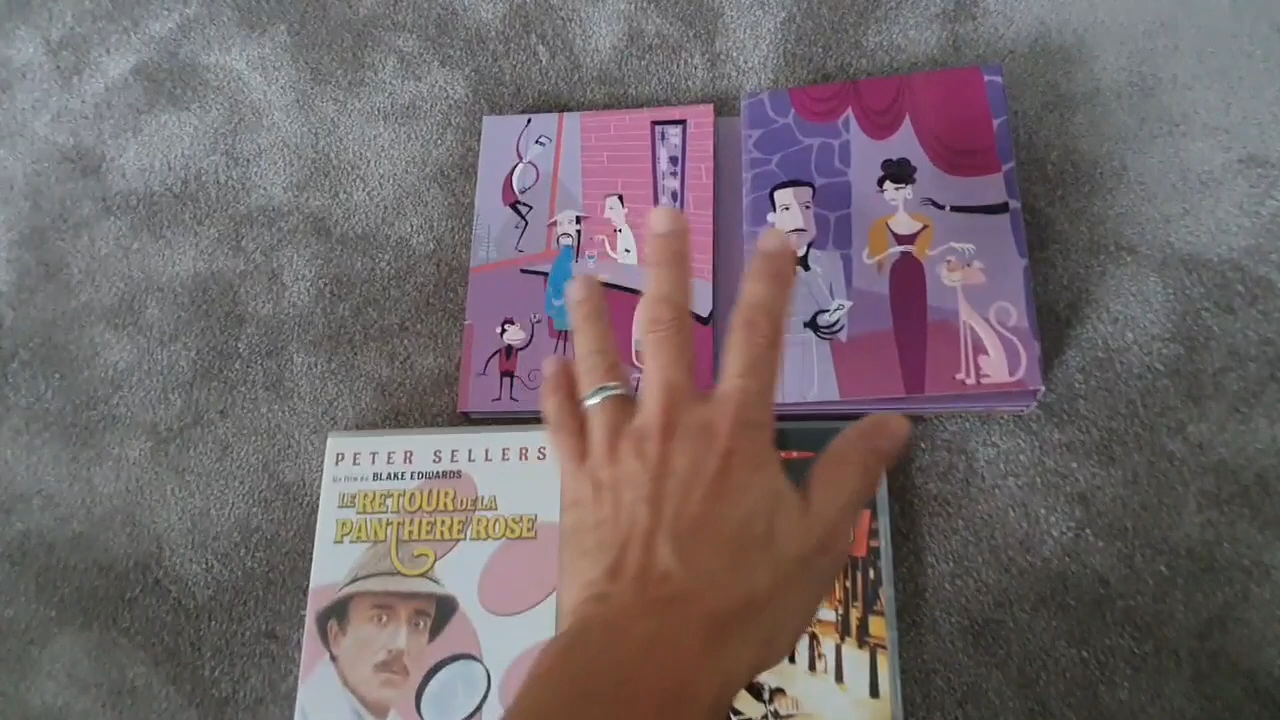 PETER SELLERS
Un film de BLAKE EDWARDS
LE RETOUR DE LA
PANTHÈRE ROSE